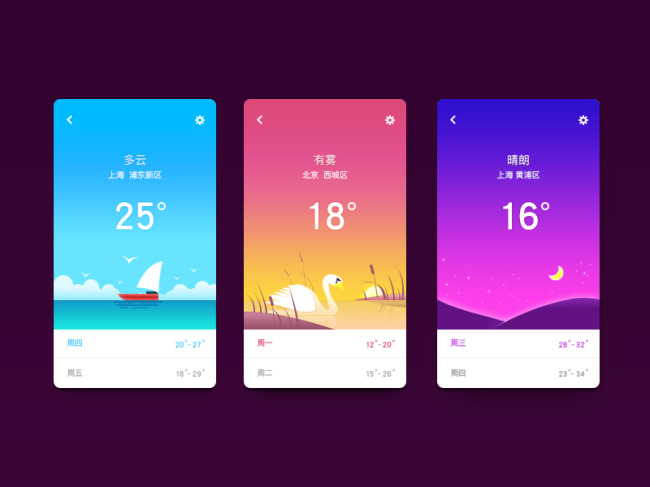 多云
上海 浦东新区
25°
周四 20°- 27°
周五 18°- 29°
有雾
北京 西城区
18°
周一 12°- 20°
周二 15°- 26°
晴朗
上海 黄浦区
16°
周三 28°- 32°
周四 23°- 34°